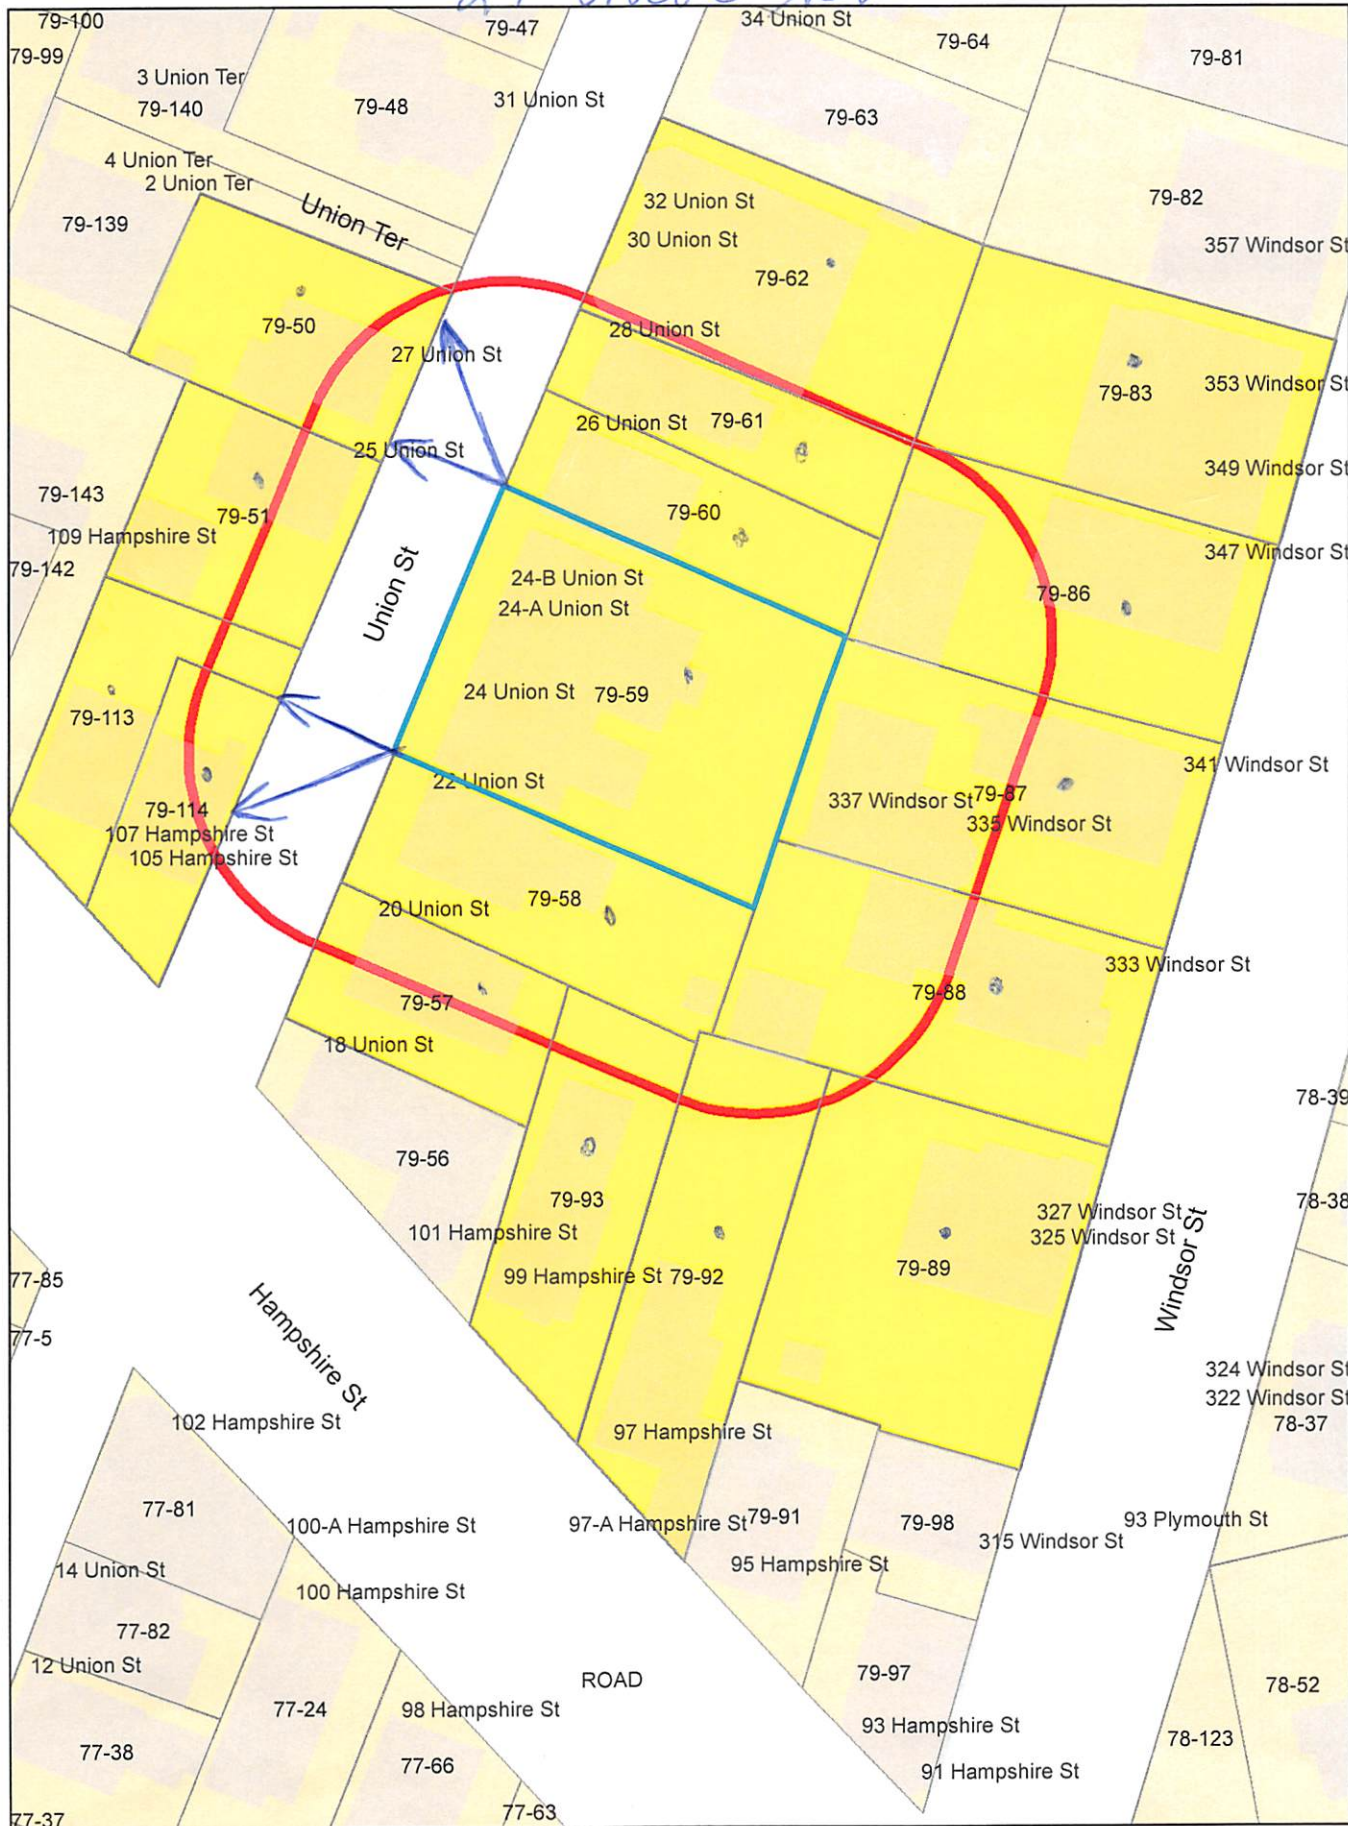 79-100
79-47
34 Union St
79-64
79-99
79-81
3 Union Ter
79-140
79-48
31 Union St
79-63
4 Union Ter
2 Union Ter
79-139
Union Ter
32 Union St
79-82
30 Union St
357 Windsor St
79-62
79-50
28 Union St
27 Union St
79-83
353 Windsor St
26 Union St
79-61
25 Union St
349 Windsor St
79-143
79-51
79-60
109 Hampshire St
347 Windsor St
79-142
24-B Union St
79-86
Union St
24-A Union St
24 Union St
79-59
79-113
341 Windsor St
22 Union St
79-114
337 Windsor St
79-87
335 Windsor St
107 Hampshire St
105 Hampshire St
20 Union St
79-58
333 Windsor St
79-57
79-88
18 Union St
78-39
79-56
79-93
78-38
327 Windsor St
101 Hampshire St
325 Windsor St
99 Hampshire St
79-92
79-89
77-85
Windsor St
77-5
Hampshire St
324 Windsor St
322 Windsor St
102 Hampshire St
78-37
97 Hampshire St
77-81
100-A Hampshire St
97-A Hampshire St
79-91
79-98
93 Plymouth St
315 Windsor St
14 Union St
95 Hampshire St
100 Hampshire St
77-82
12 Union St
ROAD
79-97
78-52
77-24
98 Hampshire St
93 Hampshire St
78-123
77-38
77-66
91 Hampshire St
77-37
77-63